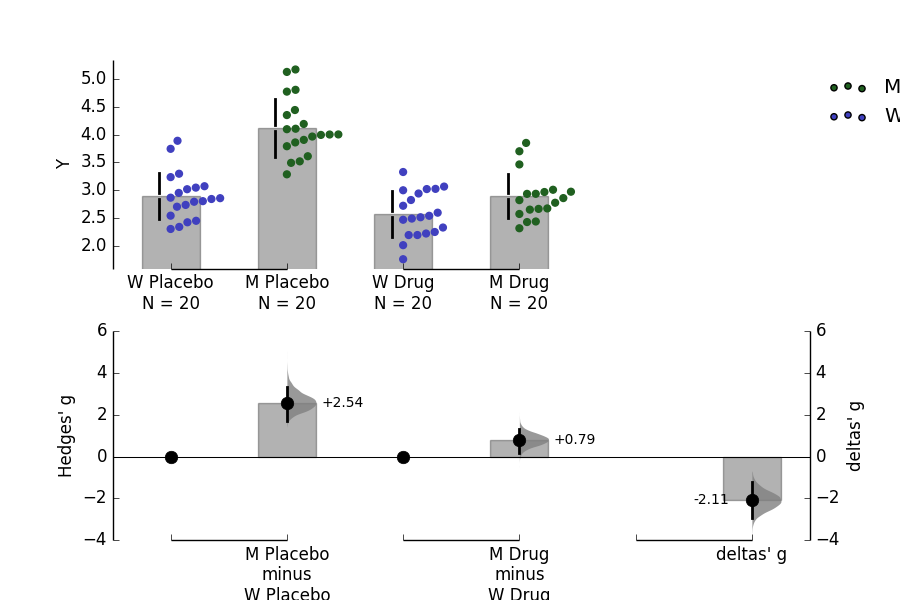 5.0
4.5
4.0
3.5
3.0
2.5
2.0
Y
M
W Placebo
N = 20
M Placebo
N = 20
W Drug
N = 20
M Drug
N = 20
6
4
2
0
−2
−4
Hedges' g
+2.54
+0.79
-2.11
6
4
2
0
−2
−4
deltas' g
M Placebo
minus
W Placebo
M Drug
minus
W Drug
deltas' g